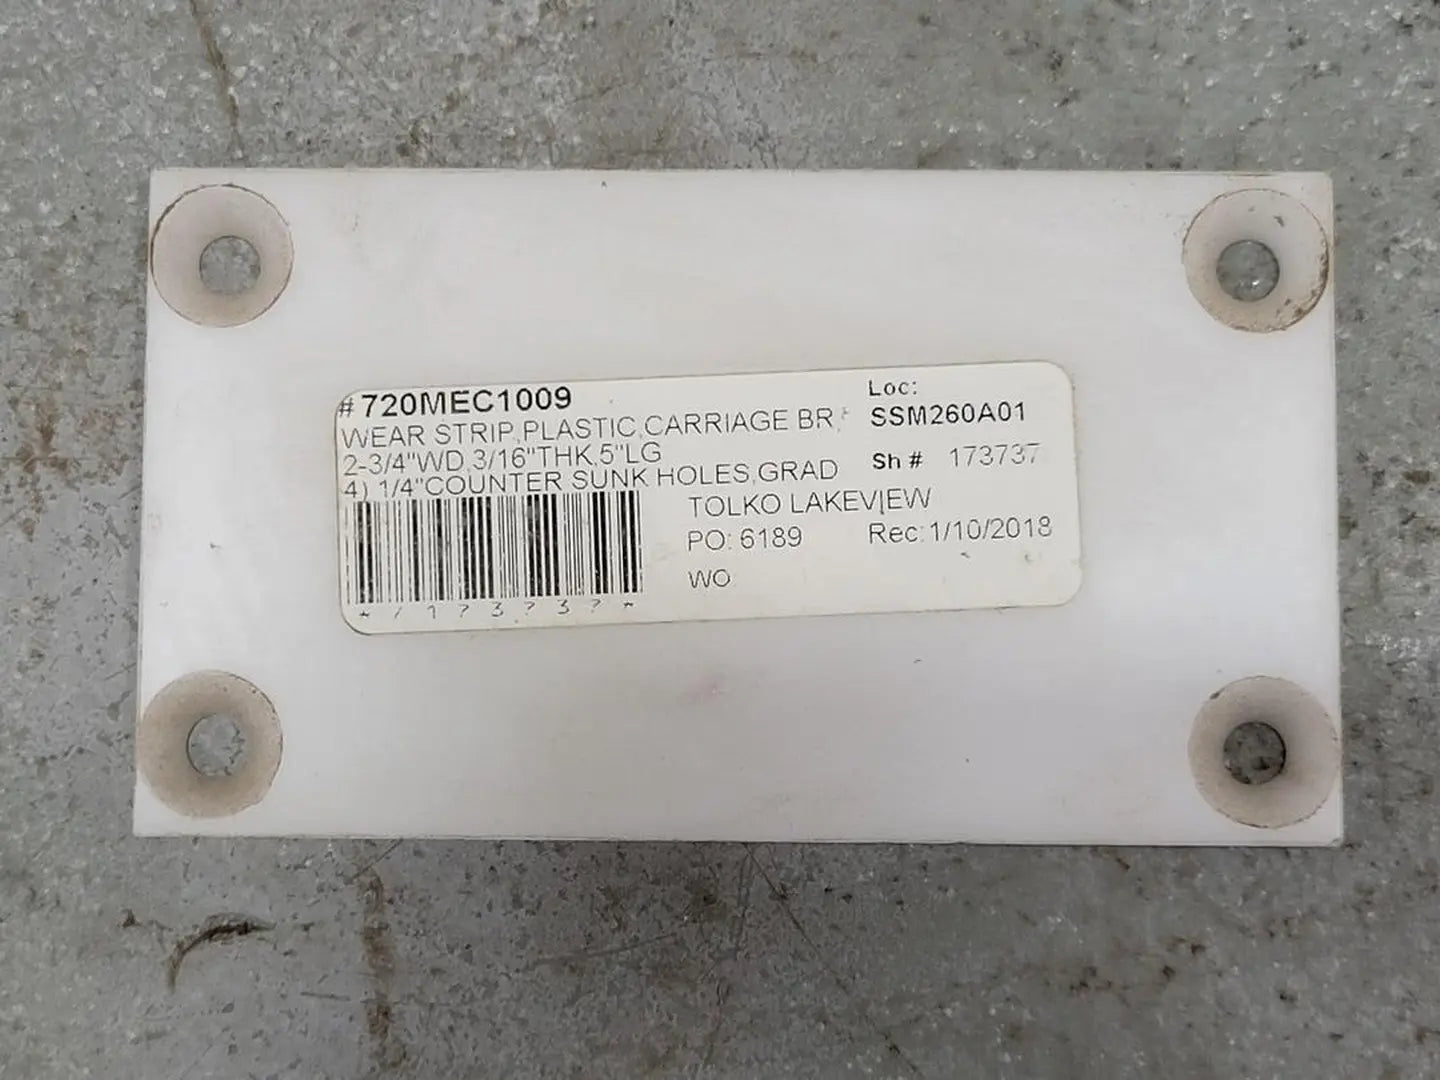 # 720MEC1009
WEAR STRIP,PLASTIC,CARRIAGE BR,
2-3/4"WD,3/16"THK,5"LG
4) 1/4"COUNTER SUNK HOLES,GRAD
Loc:
SSM260A01
Sh # 173737
TOLKO LAKEVIEW
PO: 6189 Rec: 1/10/2018
WO